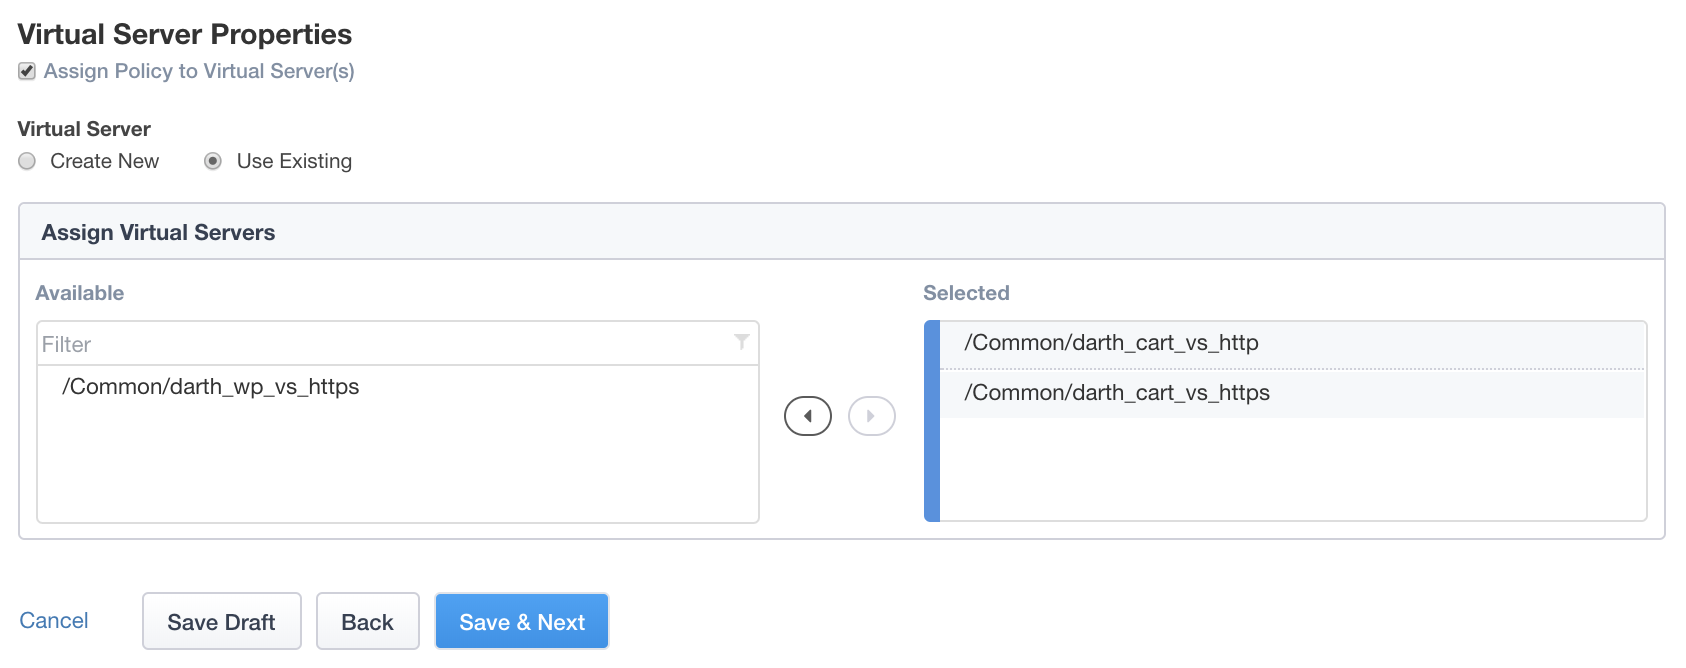 Virtual Server Properties
Assign Policy to Virtual Server(s)
Virtual Server
Create New
Use Existing
Assign Virtual Servers
Available
Filter
/Common/darth_wp_vs_https
Selected
/Common/darth_cart_vs_http
/Common/darth_cart_vs_https
Cancel
Save Draft
Back
Save & Next